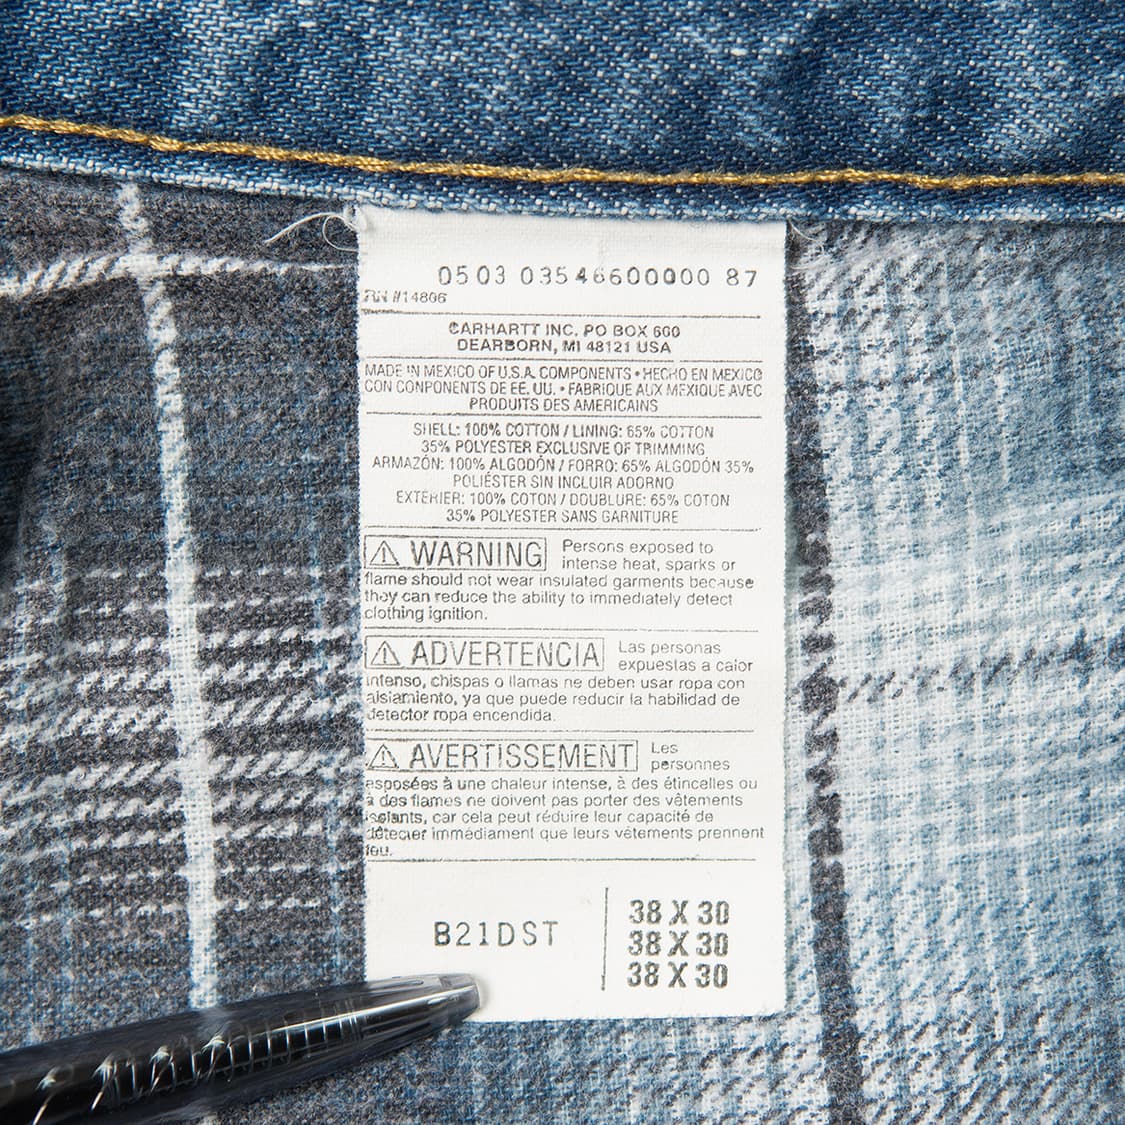 0503 03546600000 87
RN #14806
CARHARTT INC. PO BOX 600
DEARBORN, MI 48121 USA
MADE IN MEXICO OF U.S.A. COMPONENTS • HECHO EN MEXICO
CON CONPONENTS DE EE. UU. • FABRIQUE AUX MEXIQUE AVEC
PRODUITS DES AMERICAINS
SHELL: 100% COTTON / LINING: 65% COTTON
35% POLYESTER EXCLUSIVE OF TRIMMING
ARMAZÓN: 100% ALGODÓN / FORRO: 65% ALGODÓN 35%
POLIÉSTER SIN INCLUIR ADORNO
EXTÉRIER: 100% COTON / DOUBLURE: 65% COTON
35% POLYESTER SANS GARNITURE
⚠ WARNING Persons exposed to
intense heat, sparks or
flame should not wear insulated garments because
they can reduce the ability to immediately detect
clothing ignition.
⚠ ADVERTENCIA Las personas
expuestas a calor
intenso, chispas o llamas ne deben usar ropa con
aislamiento, ya que puede reducir la habilidad de
detector ropa encendida.
⚠ AVERTISSEMENT Les
personnes
esposées à une chaleur intense, à des étincelles ou
à des flames ne doivent pas porter des vêtements
isolants, car cela peut réduire leur capacité de
détecter immédiament que leurs vétements prennent
feu.
B21DST
38 X 30
38 X 30
38 X 30